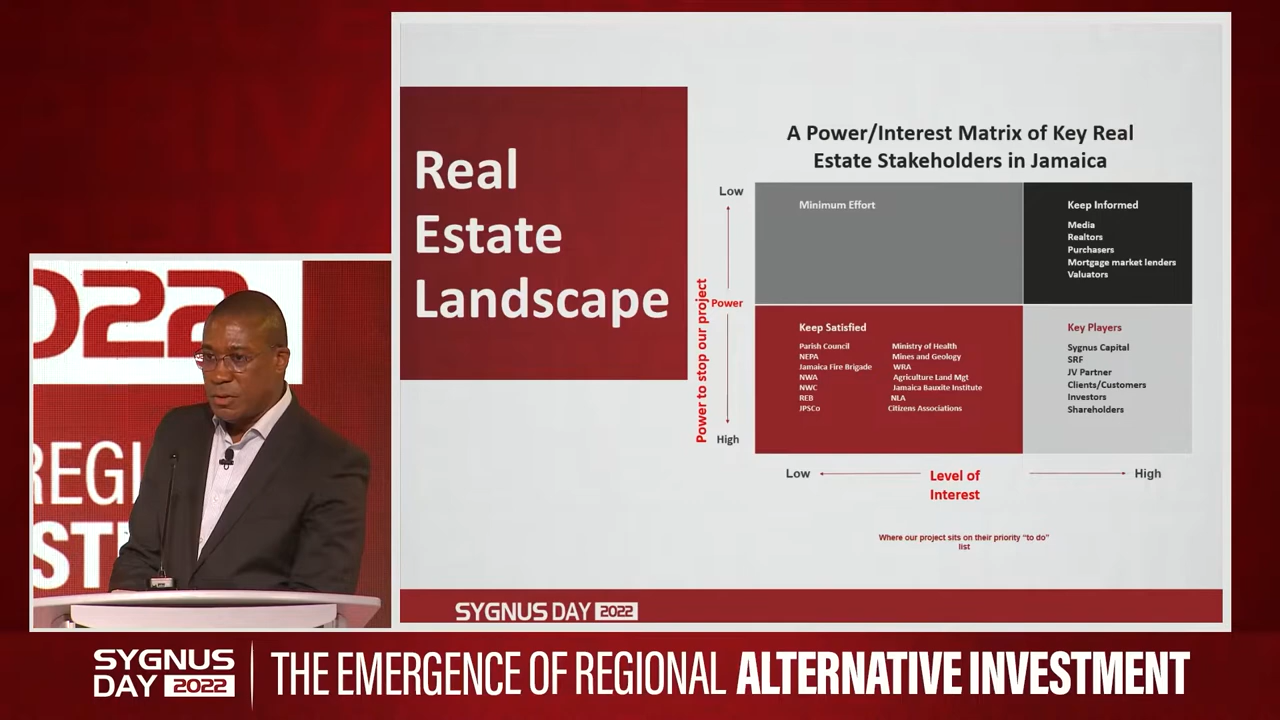 2022
REGI
ST
Real
Estate
Landscape
A Power/Interest Matrix of Key Real
Estate Stakeholders in Jamaica
Low
Power
High
Power to stop our project
Minimum Effort
Keep Informed
Media
Realtors
Purchasers
Mortgage market lenders
Valuators
Keep Satisfied
Parish Council Ministry of Health
NEPA Mines and Geology
Jamaica Fire Brigade WRA
NWA Agriculture Land Mgt
NWC Jamaica Bauxite Institute
REB NLA
JPSCo Citizens Associations
Key Players
Sygnus Capital
SRF
JV Partner
Clients/Customers
Investors
Shareholders
Low
Level of
Interest
High
Where our project sits on their priority "to do"
list
SYGNUS DAY 2022
SYGNUS
DAY 2022
THE EMERGENCE OF REGIONAL ALTERNATIVE INVESTMENT